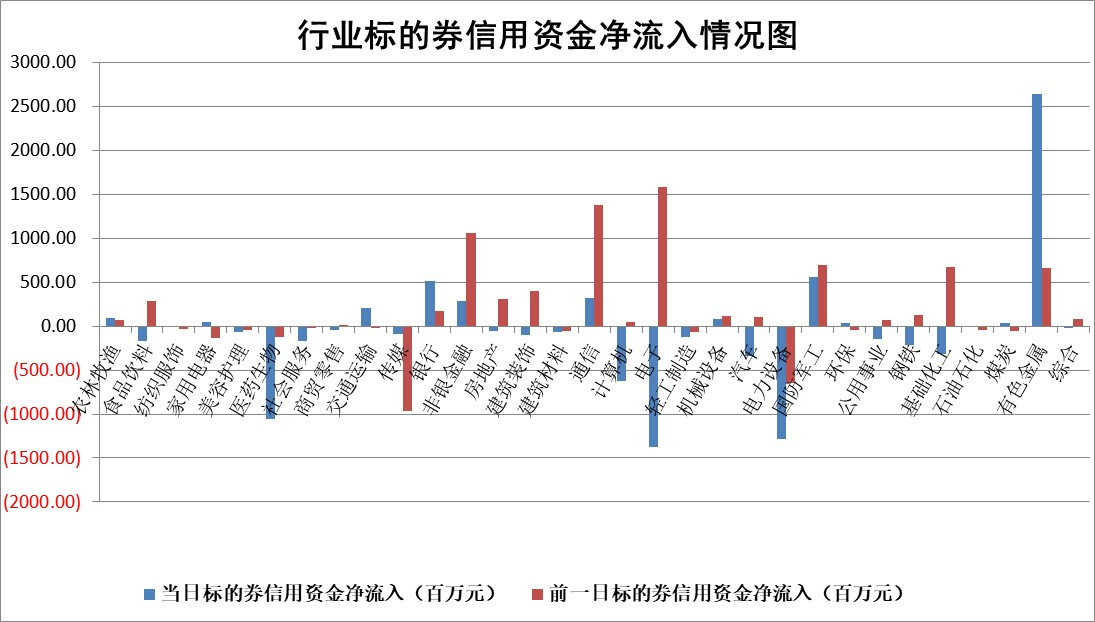 行业标的券信用资金净流入情况图
3000.00
2500.00
2000.00
1500.00
1000.00
500.00
0.00
(500.00)
(1000.00)
(1500.00)
(2000.00)
农林牧渔
食品饮料
纺织服饰
家用电器
美容护理
医药生物
社会服务
商贸零售
交通运输
传媒
银行
非银金融
房地产
建筑装饰
建筑材料
通信
计算机
电子
轻工制造
机械设备
汽车
电力设备
国防军工
环保
公用事业
钢铁
基础化工
石油石化
煤炭
有色金属
综合
当日标的券信用资金净流入（百万元）
前一日标的券信用资金净流入（百万元）